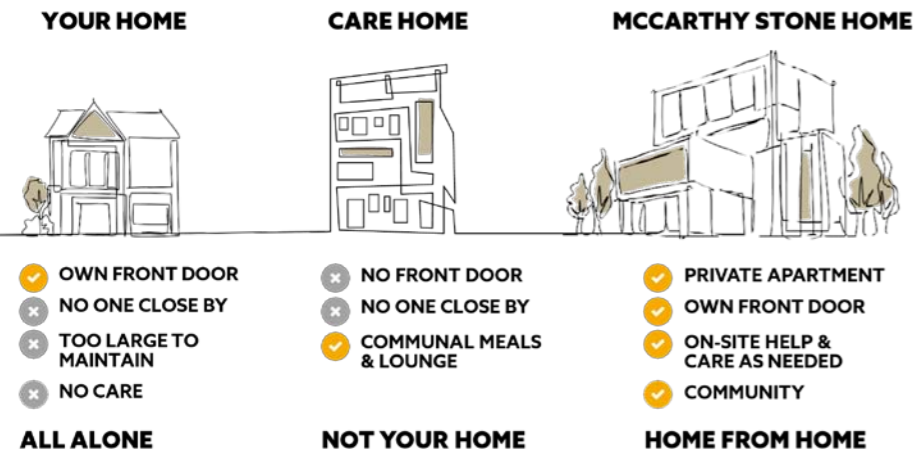 YOUR HOME
CARE HOME
MCCARTHY STONE HOME
OWN FRONT DOOR
NO ONE CLOSE BY
TOO LARGE TO
MAINTAIN
NO CARE
ALL ALONE
NO FRONT DOOR
NO ONE CLOSE BY
COMMUNAL MEALS
& LOUNGE
NOT YOUR HOME
PRIVATE APARTMENT
OWN FRONT DOOR
ON-SITE HELP &
CARE AS NEEDED
COMMUNITY
HOME FROM HOME